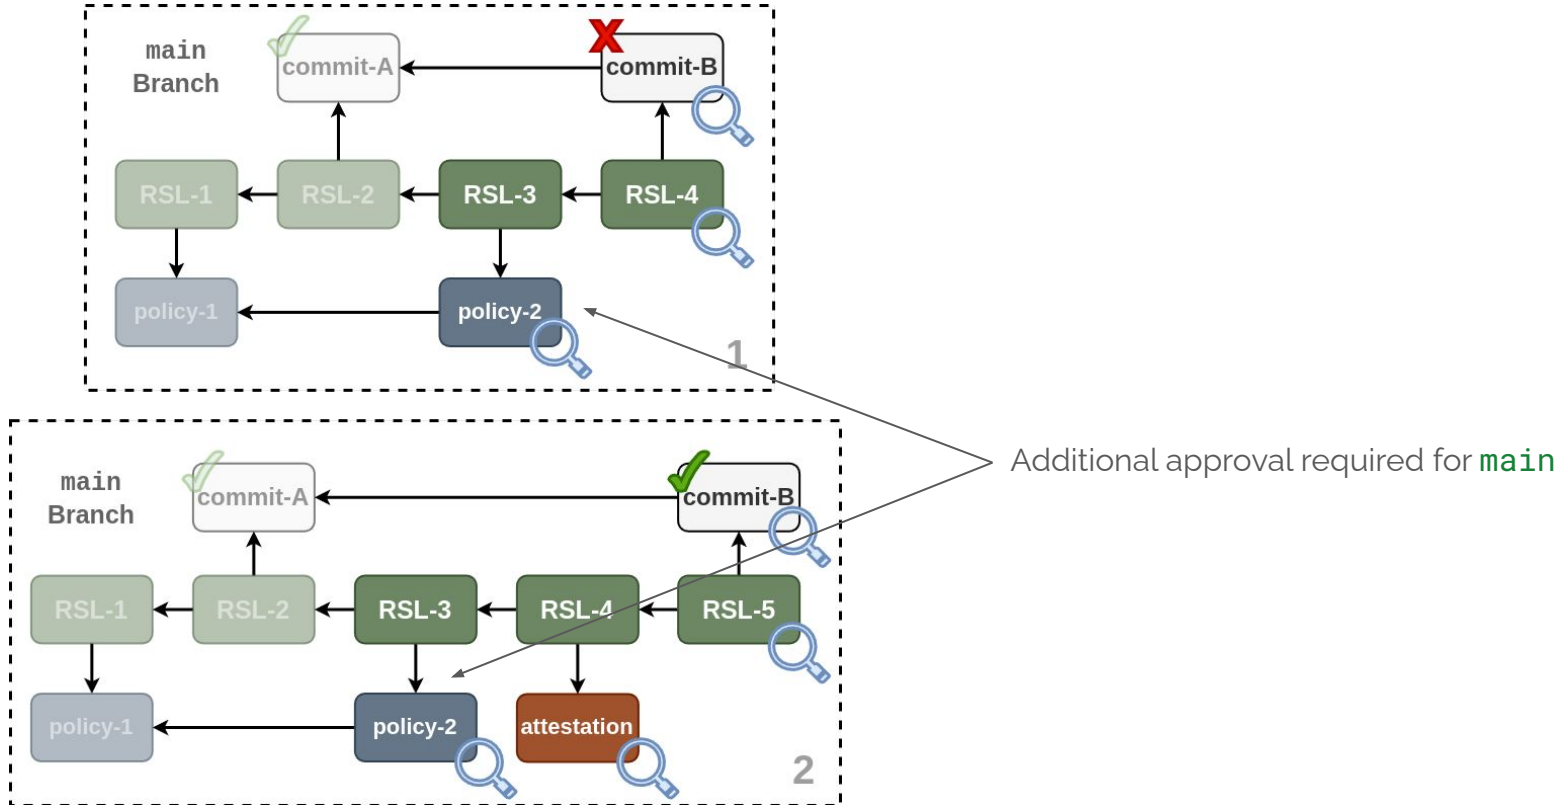 main
Branch
commit-A
commit-B
RSL-1
RSL-2
RSL-3
RSL-4
policy-1
policy-2
1
main
Branch
commit-A
commit-B
Additional approval required for main
RSL-1
RSL-2
RSL-3
RSL-4
RSL-5
policy-1
policy-2
attestation
2